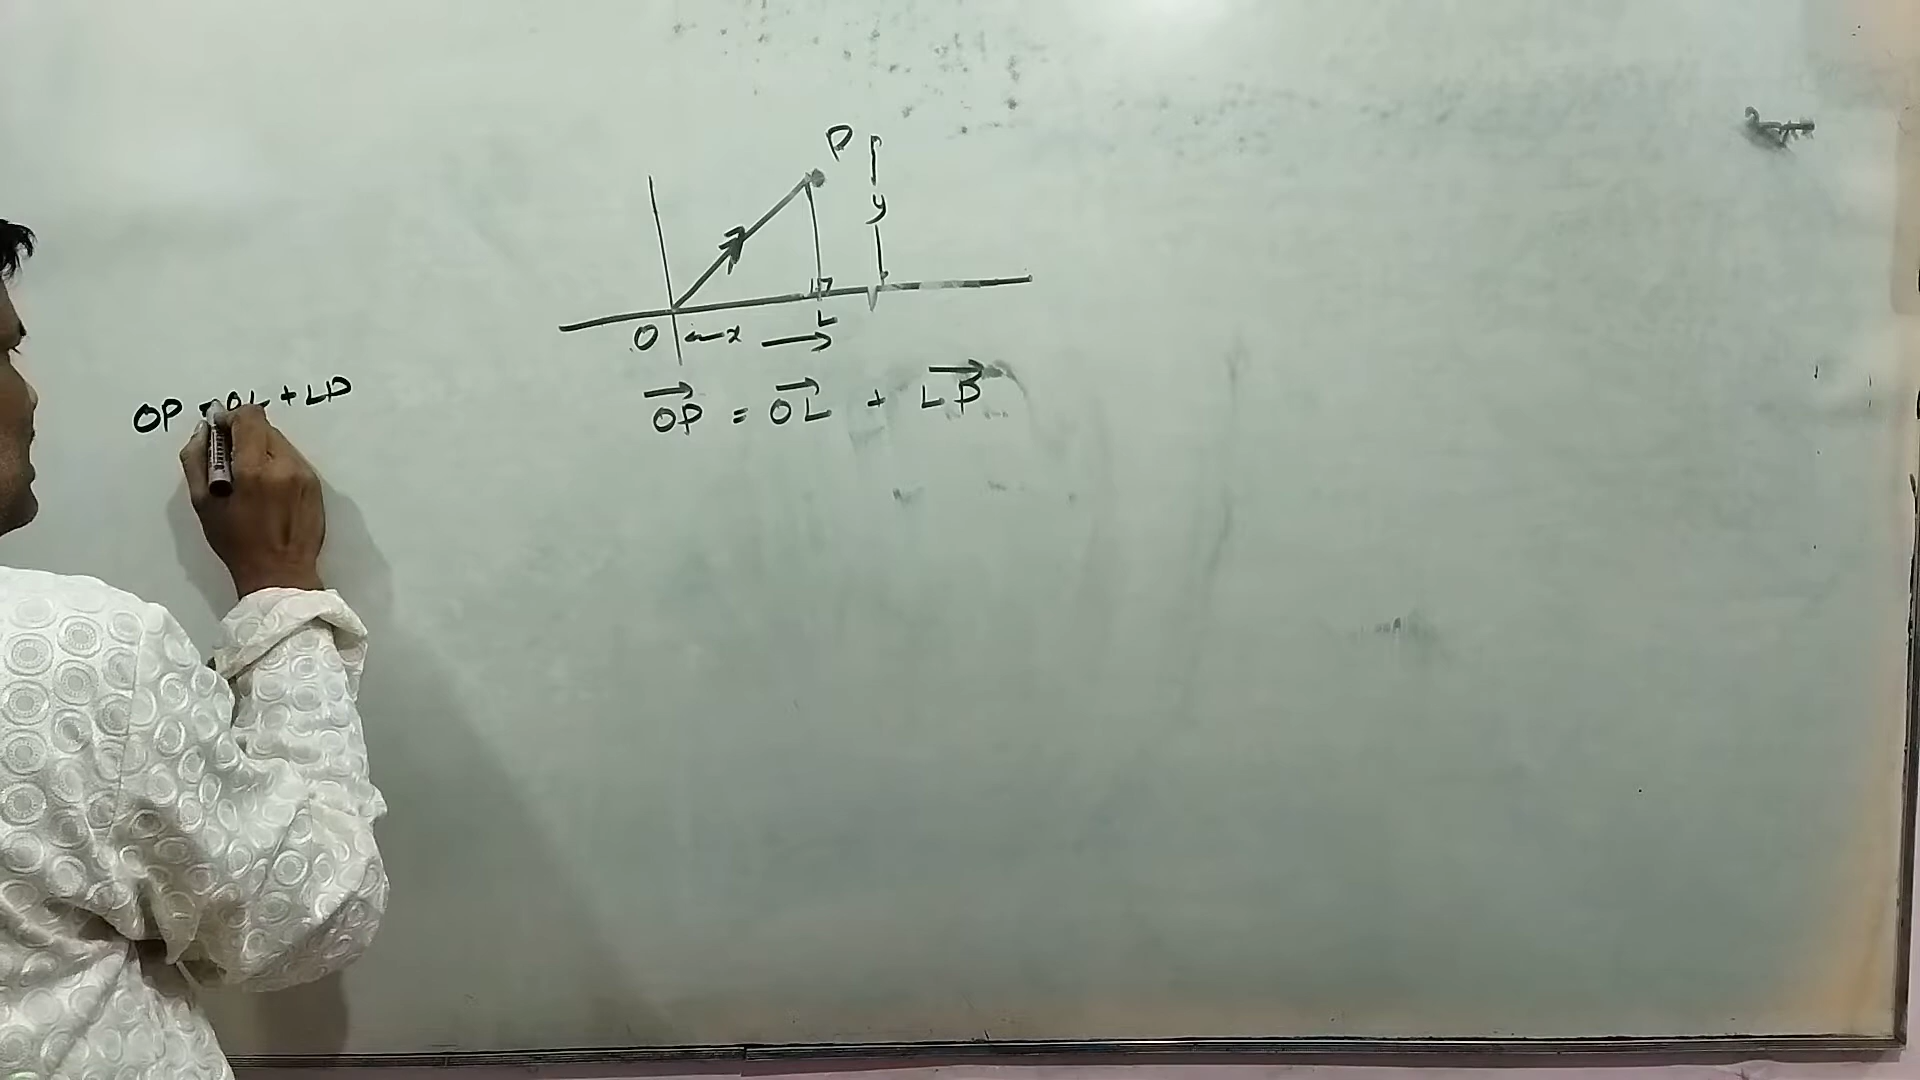 P
y
L
O x
OP = OL + LP
OP = OL + LP